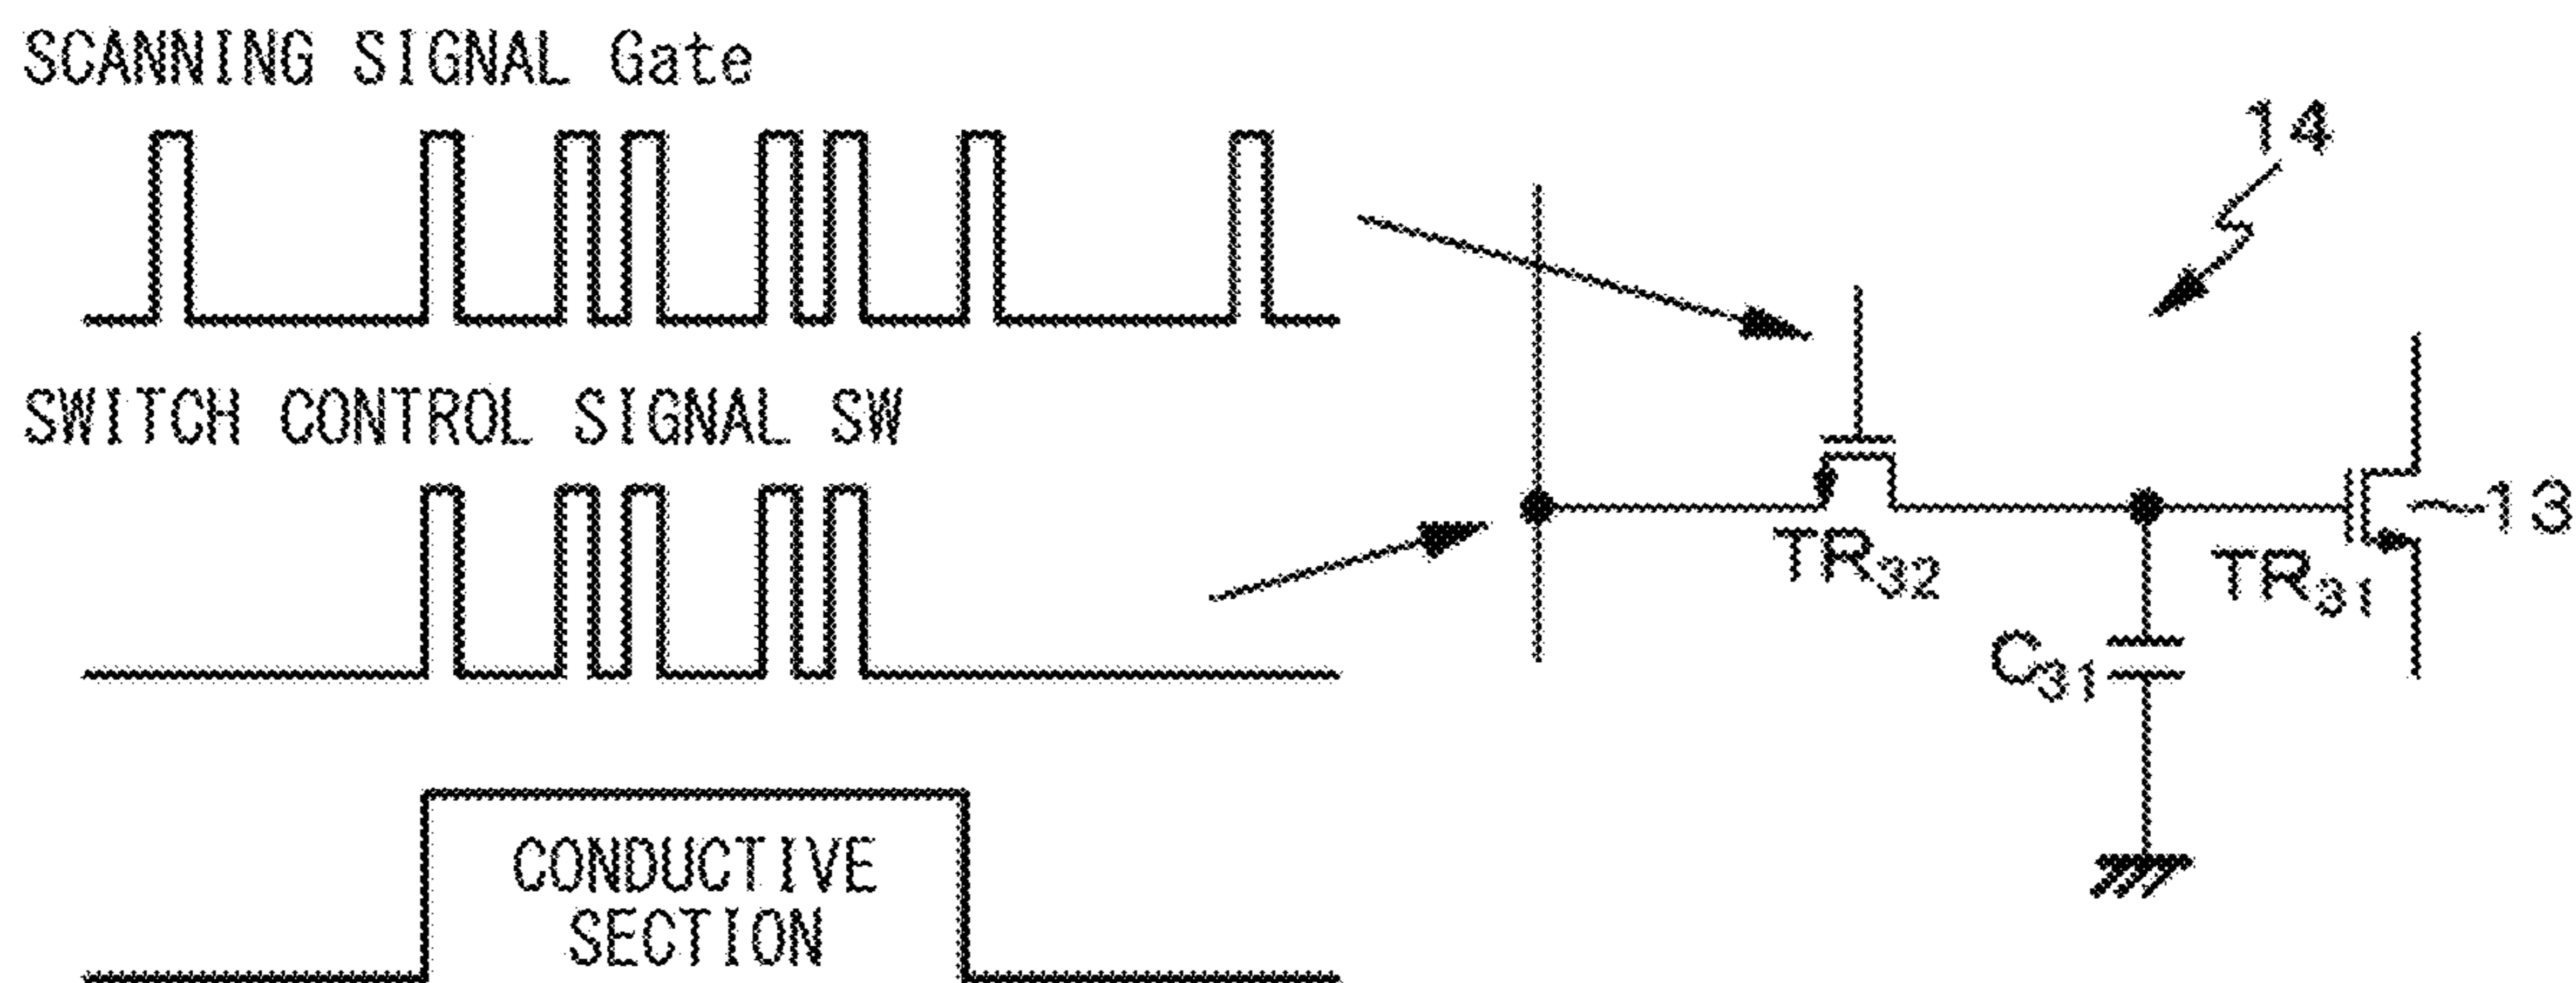 SCANNING SIGNAL Gate
14
SWITCH CONTROL SIGNAL SW
13
TR32
TR31
C31
CONDUCTIVE
SECTION